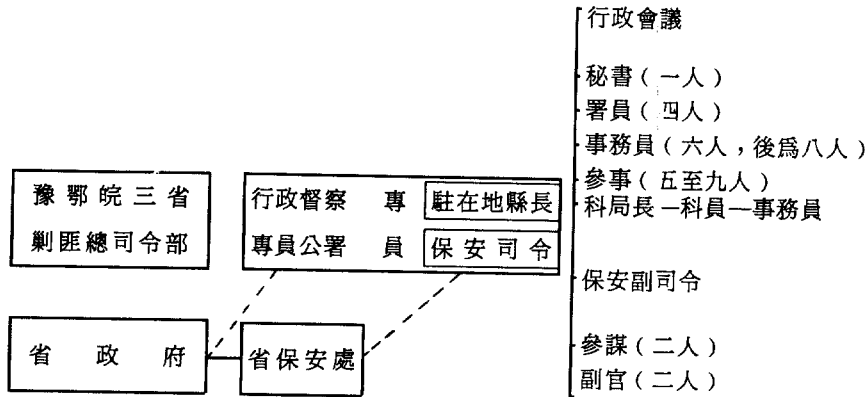 豫鄂皖三省
剿匪總司令部
行政督察
專員公署
專員
駐在地縣長
保安司令
省政府
省保安處
行政會議
秘書(一人)
署員(四人)
事務員(六人,後爲八人)
參事(五至九人)
科局長—科員—事務員
保安副司令
參謀(二人)
副官(二人)